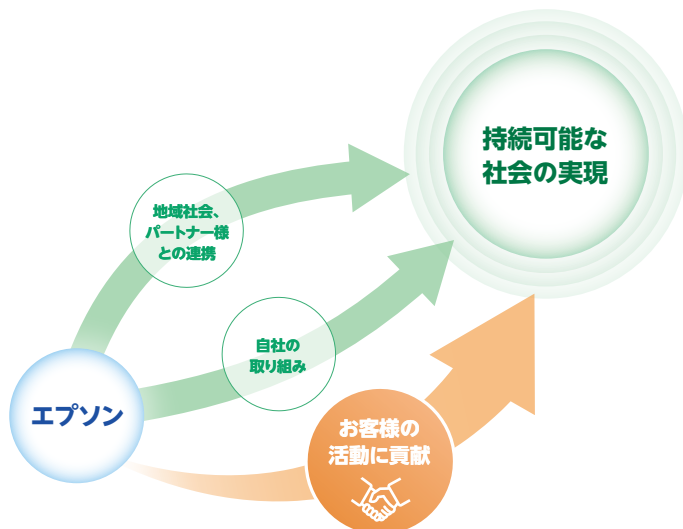 持続可能な
社会の実現
地域社会、
パートナー様
との連携
自社の
取り組み
エプソン
お客様の
活動に貢献